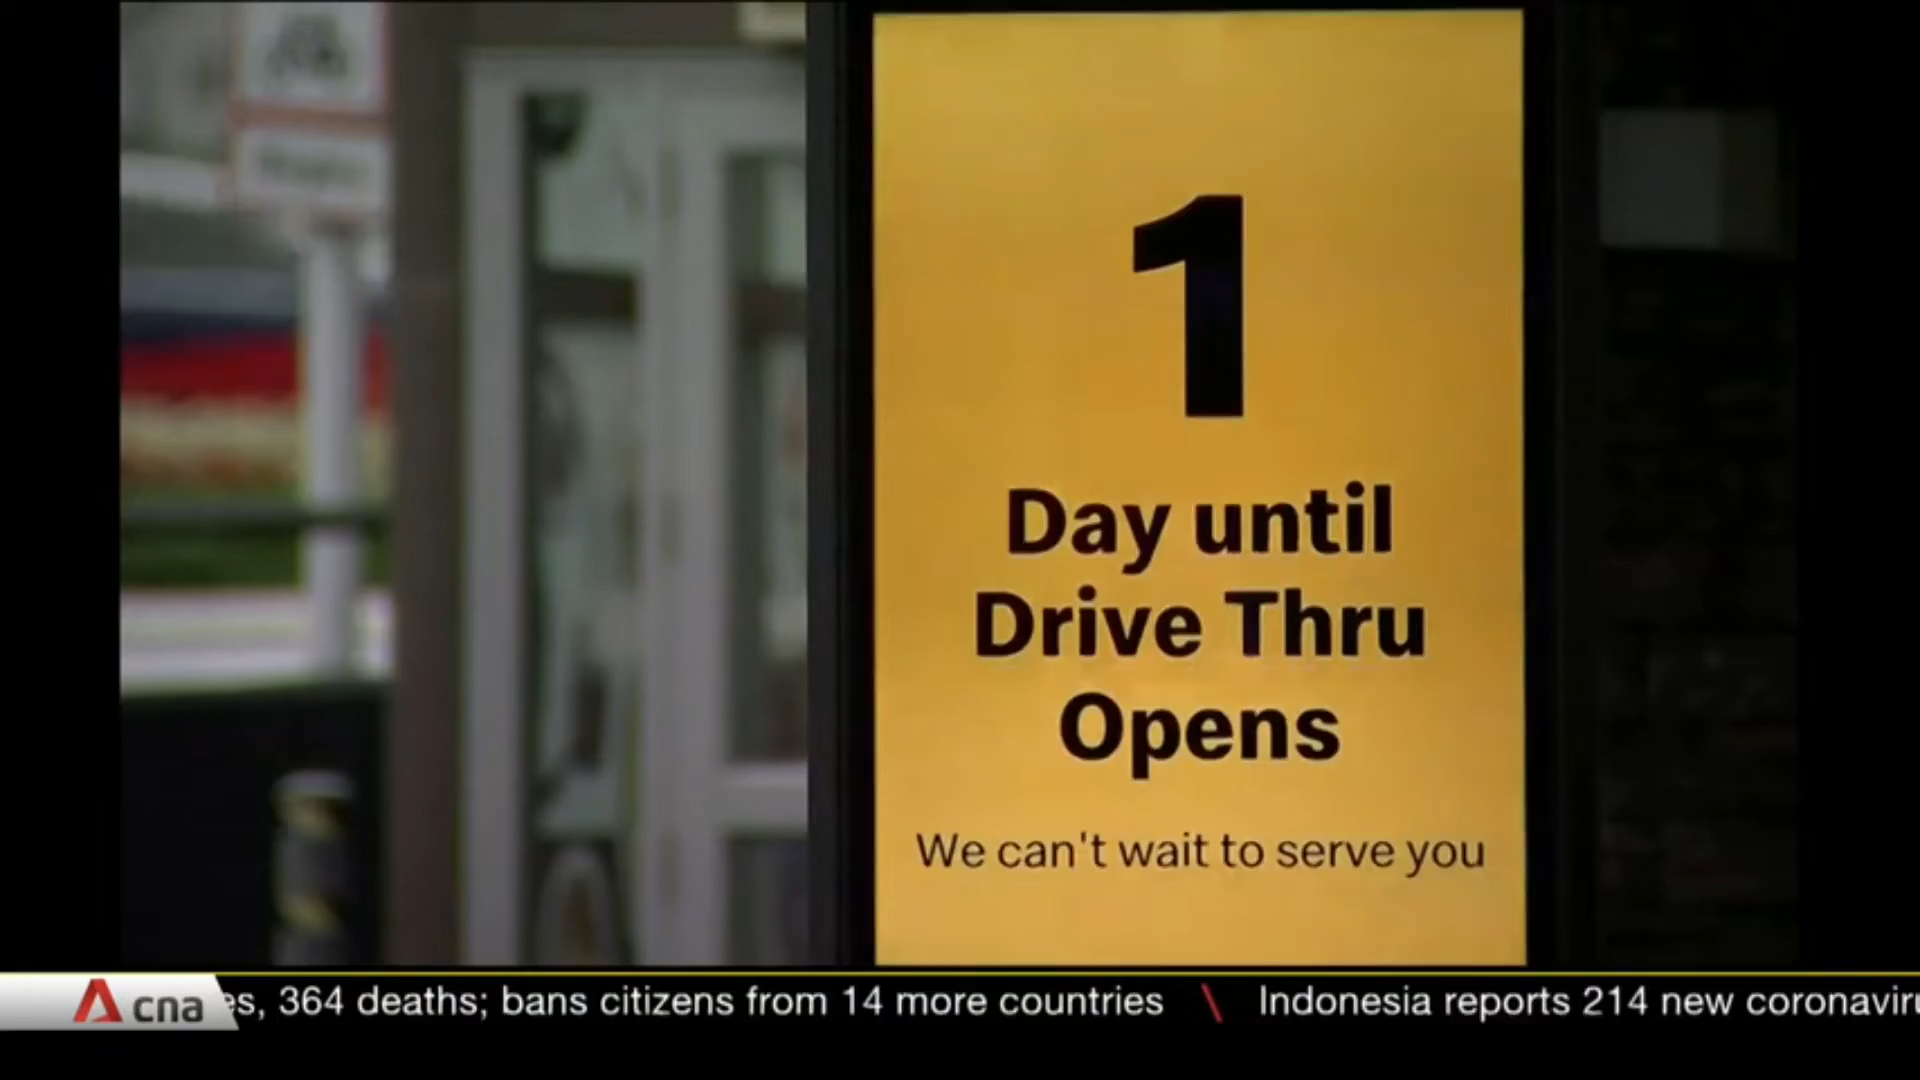 1
Day until
Drive Thru
Opens
We can't wait to serve you
cna
364 deaths; bans citizens from 14 more countries \ Indonesia reports 214 new